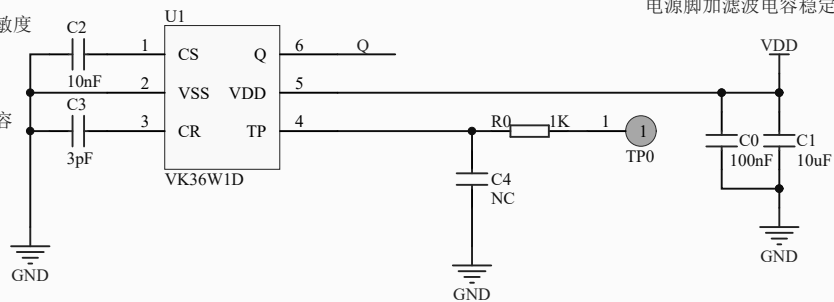 电源脚加滤波电容稳定
敏度
U1
C2
10nF
1
CS
Q
6
Q
2
VSS
VDD
5
C3
3pF
容
3
CR
TP
4
VK36W1D
R0
1K
1
1
TP0
C4
NC
VDD
C0
100nF
C1
10uF
GND
GND
GND